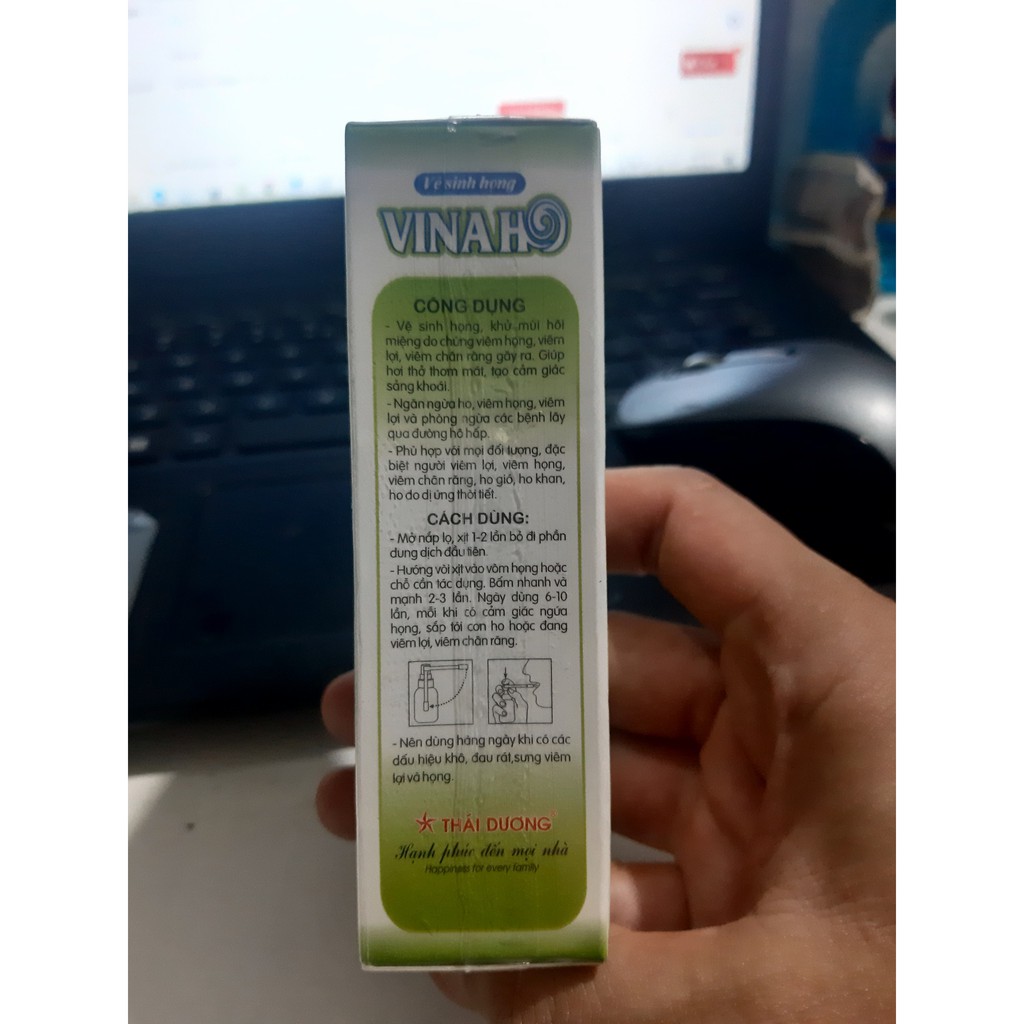 Vệ sinh họng
VINAHO
CÔNG DỤNG
- Vệ sinh họng, khử mùi hôi
miệng do chứng viêm họng, viêm
lợi, viêm chân răng gây ra. Giúp
hơi thở thơm mát, tạo cảm giác
sảng khoái.
- Ngăn ngừa ho, viêm họng, viêm
lợi và phòng ngừa các bệnh lây
qua đường hô hấp.
- Phù hợp với mọi đối tượng, đặc
biệt người viêm lợi, viêm họng,
viêm chân răng, ho gió, ho khan,
ho do dị ứng thời tiết.
CÁCH DÙNG:
- Mở nắp lọ, xịt 1-2 lần bỏ đi phần
dung dịch đầu tiên.
- Hướng vòi xịt vào vòm họng hoặc
chỗ cần tác dụng. Bấm nhanh và
mạnh 2-3 lần. Ngày dùng 6-10
lần, mỗi khi có cảm giác ngứa
họng, sắp tới cơn ho hoặc đang
viêm lợi, viêm chân răng.
- Nên dùng hàng ngày khi có các
dấu hiệu khô, đau rát,sưng viêm
lợi và họng.
THÁI DƯƠNG
Hạnh phúc đến mọi nhà
Happiness for every family